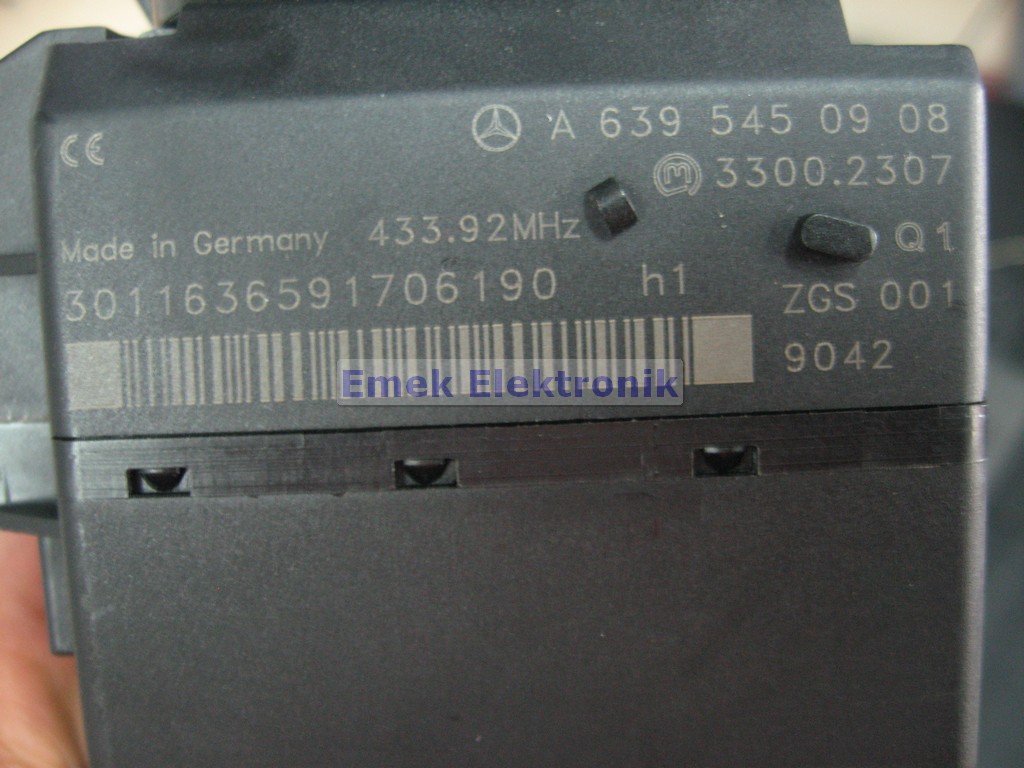 CE A 639 545 09 08
M 3300.2307
Made in Germany 433.92MHz Q1
3011636591706190 h1 ZGS 001
9042
Emek Elektronik